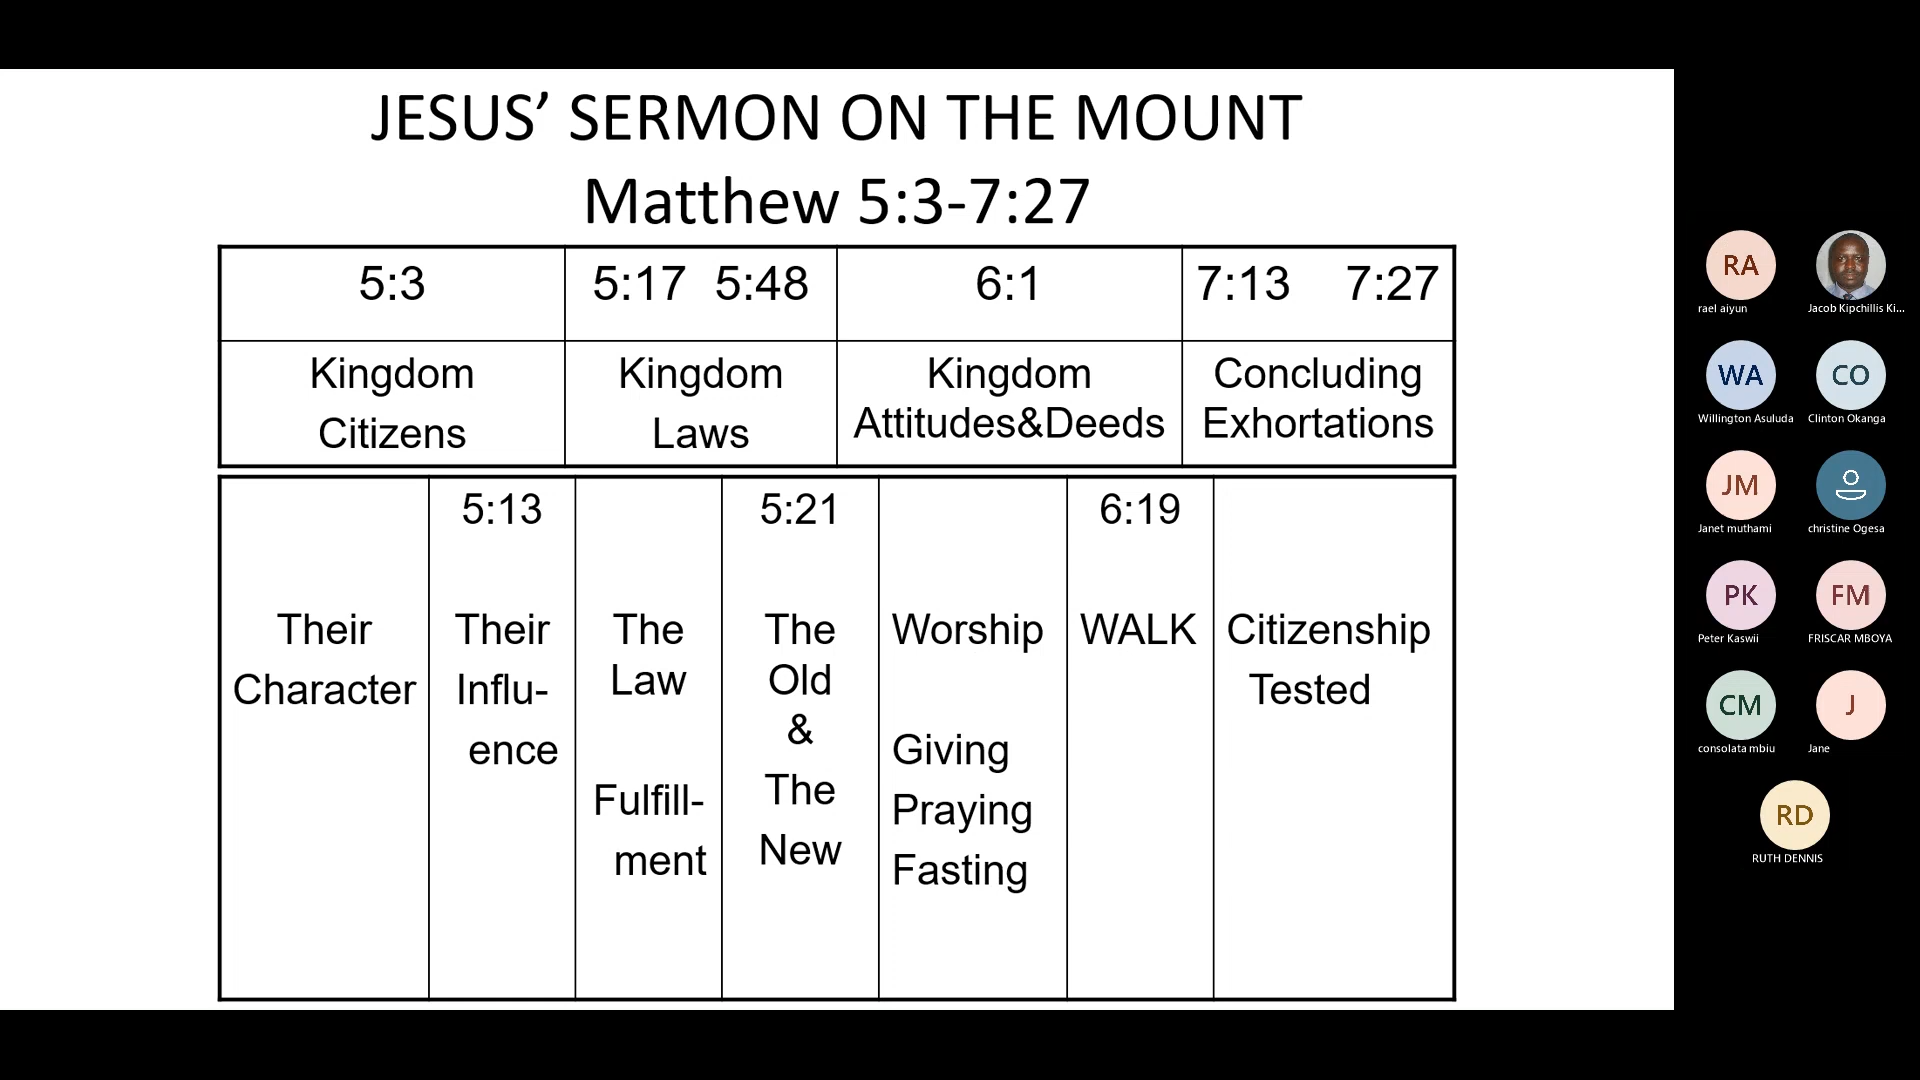 JESUS’ SERMON ON THE MOUNT
Matthew 5:3-7:27
5:3
5:17 5:48
6:1
7:13 7:27
Kingdom
Citizens
Kingdom
Laws
Kingdom
Attitudes&Deeds
Concluding
Exhortations
Their
Character
5:13
Their
Influ-
ence
The
Law
Fulfill-
ment
5:21
The
Old
&
The
New
Worship
Giving
Praying
Fasting
6:19
WALK
Citizenship
Tested
RA
rael aiyun
Jacob Kipchillis Ki...
WA
Willington Asuluda
CO
Clinton Okanga
JM
Janet muthami
christine Ogesa
PK
Peter Kaswii
FM
FRISCAR MBOYA
CM
consolata mbiu
J
Jane
RD
RUTH DENNIS